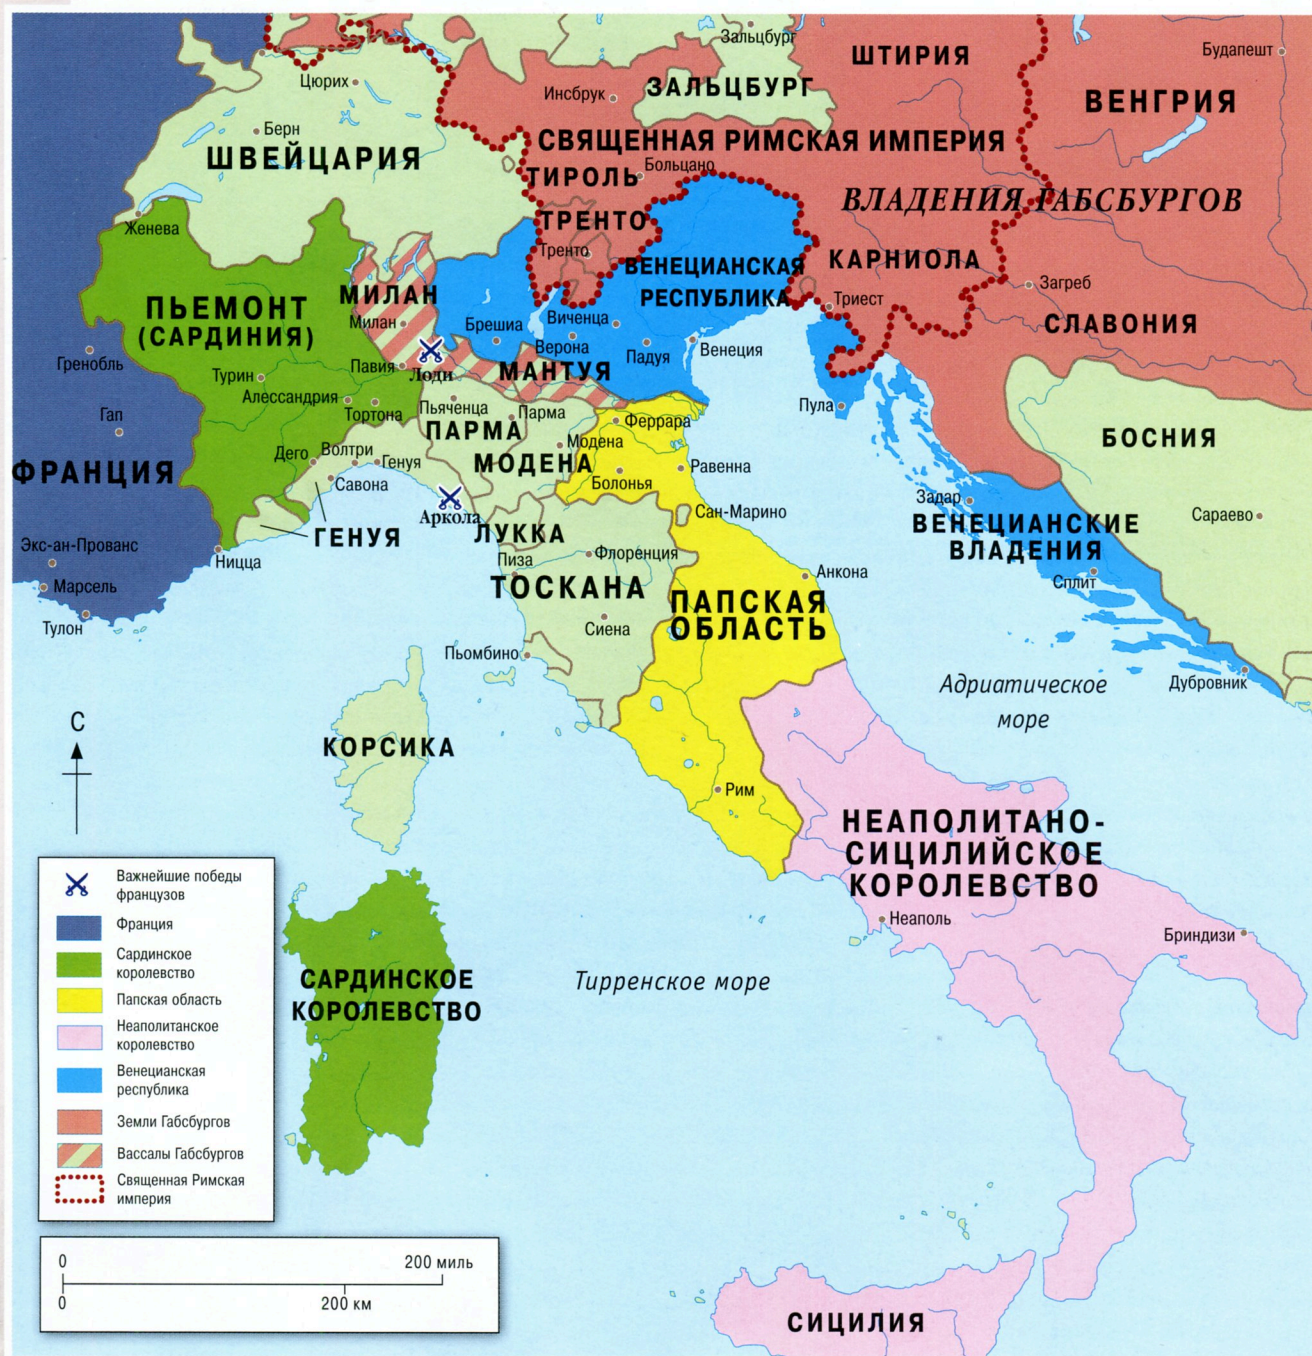 Зальцбург
ШТИРИЯ
Будапешт
Цюрих
Инсбрук
ЗАЛЬЦБУРГ
ВЕНГРИЯ
Берн
СВЯЩЕННАЯ РИМСКАЯ ИМПЕРИЯ
ШВЕЙЦАРИЯ
Больцано
ТИРОЛЬ
ВЛАДЕНИЯ ГАБСБУРГОВ
Женева
ТРЕНТО
Тренто
КАРНИОЛА
ВЕНЕЦИАНСКАЯ
РЕСПУБЛИКА
Загреб
ПЬЕМОНТ
(САРДИНИЯ)
МИЛАН
Милан
Триест
СЛАВОНИЯ
Брешиа
Виченца
Верона
Падуя
Венеция
Гренобль
Павия
Лоди
МАНТУЯ
Турин
Алессандрия
Тортона
Пьяченца
Парма
Пула
Гап
ПАРМА
Феррара
БОСНИЯ
Модена
Дего
Волтри
Генуя
МОДЕНА
Равенна
ФРАНЦИЯ
Савона
Болонья
Задар
Аркола
Сан-Марино
Сараево
ГЕНУЯ
ЛУККА
ВЕНЕЦИАНСКИЕ
ВЛАДЕНИЯ
Экс-ан-Прованс
Ницца
Пиза
Флоренция
Анкона
Сплит
Марсель
ТОСКАНА
ПАПСКАЯ
ОБЛАСТЬ
Тулон
Сиена
Пьомбино
Дубровник
Адриатическое
море
С
КОРСИКА
Рим
НЕАПОЛИТАНО-
СИЦИЛИЙСКОЕ
КОРОЛЕВСТВО
Неаполь
Бриндизи
САРДИНСКОЕ
КОРОЛЕВСТВО
Тирренское море
СИЦИЛИЯ
Важнейшие победы
французов
Франция
Сардинское
королевство
Папская область
Неаполитанское
королевство
Венецианская
республика
Земли Габсбургов
Вассалы Габсбургов
Священная Римская
империя
0
200 миль
0
200 км